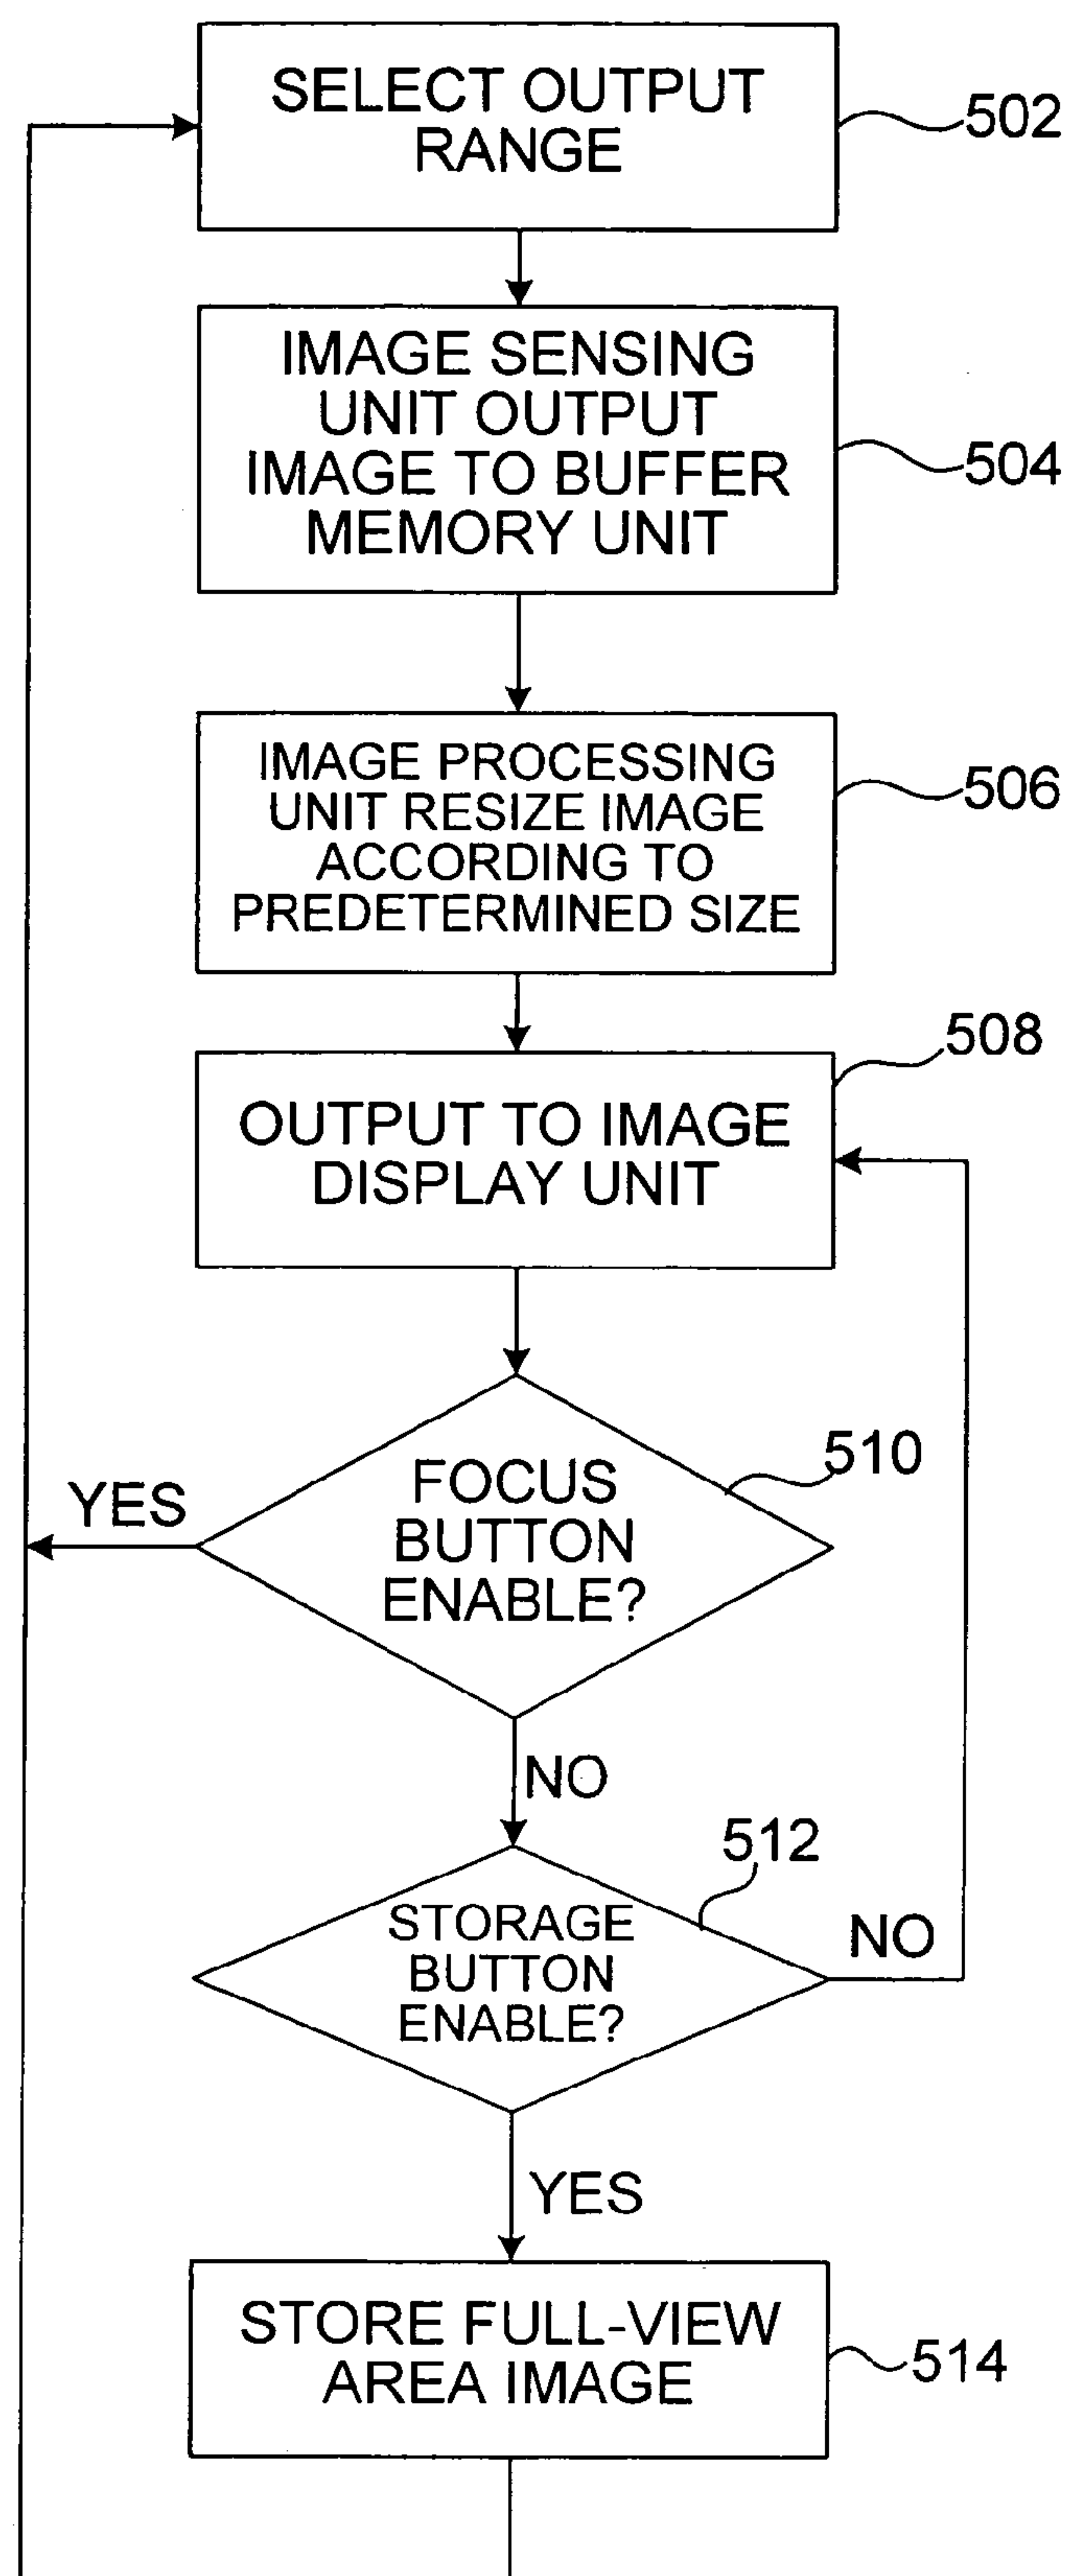 SELECT OUTPUT
RANGE
502
IMAGE SENSING
UNIT OUTPUT
IMAGE TO BUFFER
MEMORY UNIT
504
IMAGE PROCESSING
UNIT RESIZE IMAGE
ACCORDING TO
PREDETERMINED SIZE
506
508
OUTPUT TO IMAGE
DISPLAY UNIT
510
YES
FOCUS
BUTTON
ENABLE?
NO
512
STORAGE
BUTTON
ENABLE?
NO
YES
STORE FULL-VIEW
AREA IMAGE
514